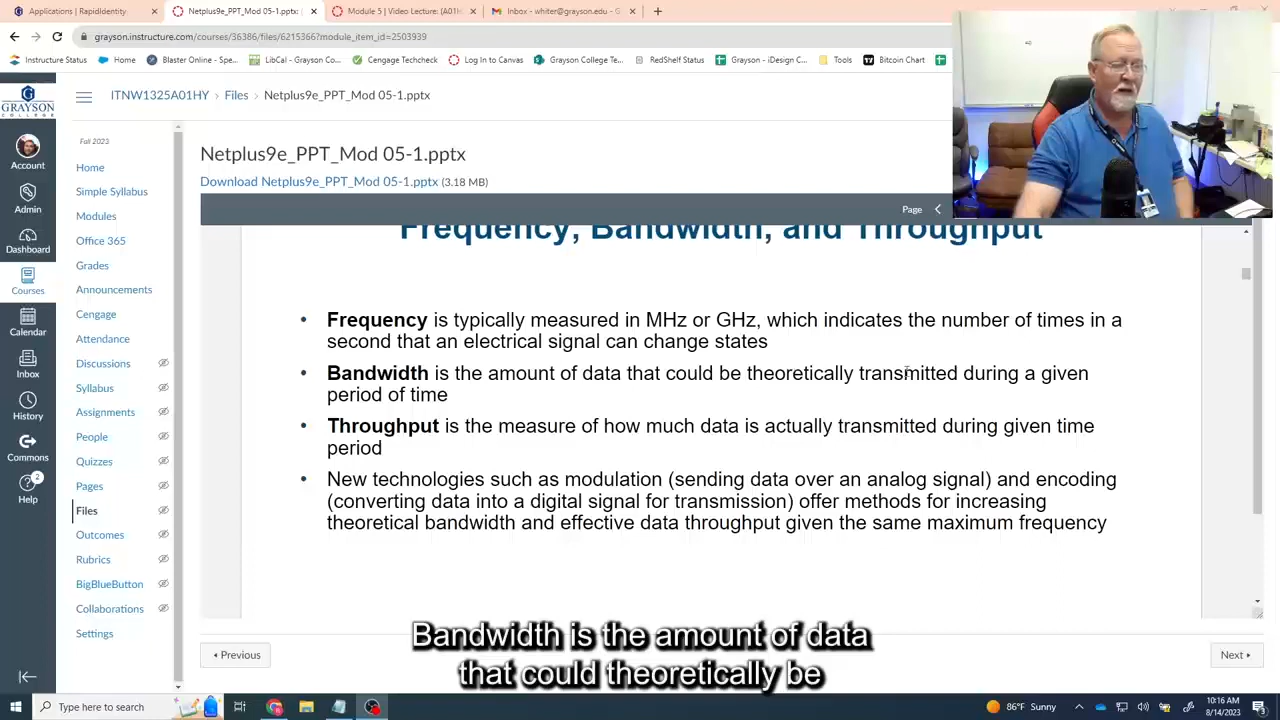 Applications | RapidIdentity
Netplus9e_PPT_Mod 05-1.pptx: (
Module 5 | Video Lecture: [A01H
Inbox - whiter@grayson.edu - G
grayson.instructure.com/courses/36386/files/6215366?module_item_id=2503939
Instructure Status
Home
Blaster Online - Spe...
LibCal - Grayson Co...
Cengage Techcheck
Log In to Canvas
Grayson College Te...
RedShelf Status
Grayson - iDesign C...
Tools
Bitcoin Chart
GRAYSON
COLLEGE
Account
Admin
Dashboard
Courses
Calendar
Inbox
History
Commons
2
Help
ITNW1325A01HY › Files › Netplus9e_PPT_Mod 05-1.pptx
Fall 2023
Home
Simple Syllabus
Modules
Office 365
Grades
Announcements
Cengage
Attendance
Discussions
Syllabus
Assignments
People
Quizzes
Pages
Files
Outcomes
Rubrics
BigBlueButton
Collaborations
Settings
Netplus9e_PPT_Mod 05-1.pptx
Download Netplus9e_PPT_Mod 05-1.pptx (3.18 MB)
Page
Frequency, Bandwidth, and Throughput
• Frequency is typically measured in MHz or GHz, which indicates the number of times in a
second that an electrical signal can change states
• Bandwidth is the amount of data that could be theoretically transmitted during a given
period of time
• Throughput is the measure of how much data is actually transmitted during given time
period
• New technologies such as modulation (sending data over an analog signal) and encoding
(converting data into a digital signal for transmission) offer methods for increasing
theoretical bandwidth and effective data throughput given the same maximum frequency
Bandwidth is the amount of data
that could theoretically be
Previous
Next
Type here to search
86°F Sunny
10:16 AM
8/14/2023